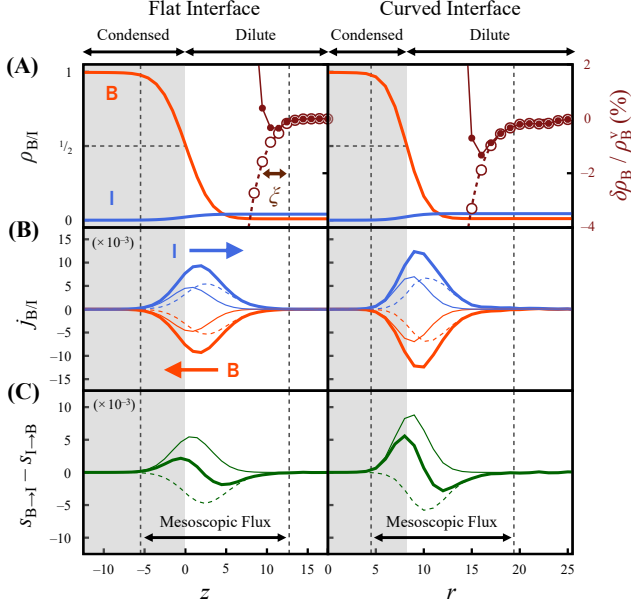 Flat Interface
Curved Interface
Condensed
Dilute
Condensed
Dilute
(A)
1
1/2
0
ρB/I
B
I
ξ
2
0
−2
−4
δρB / ρB^v (%)
(B)
(× 10⁻³)
15
10
5
0
5
10
15
jB/I
I
B
(C)
(× 10⁻³)
10
5
0
−5
−10
sB→I − sI→B
Mesoscopic Flux
Mesoscopic Flux
−10
−5
0
5
10
15
0
5
10
15
20
25
z
r